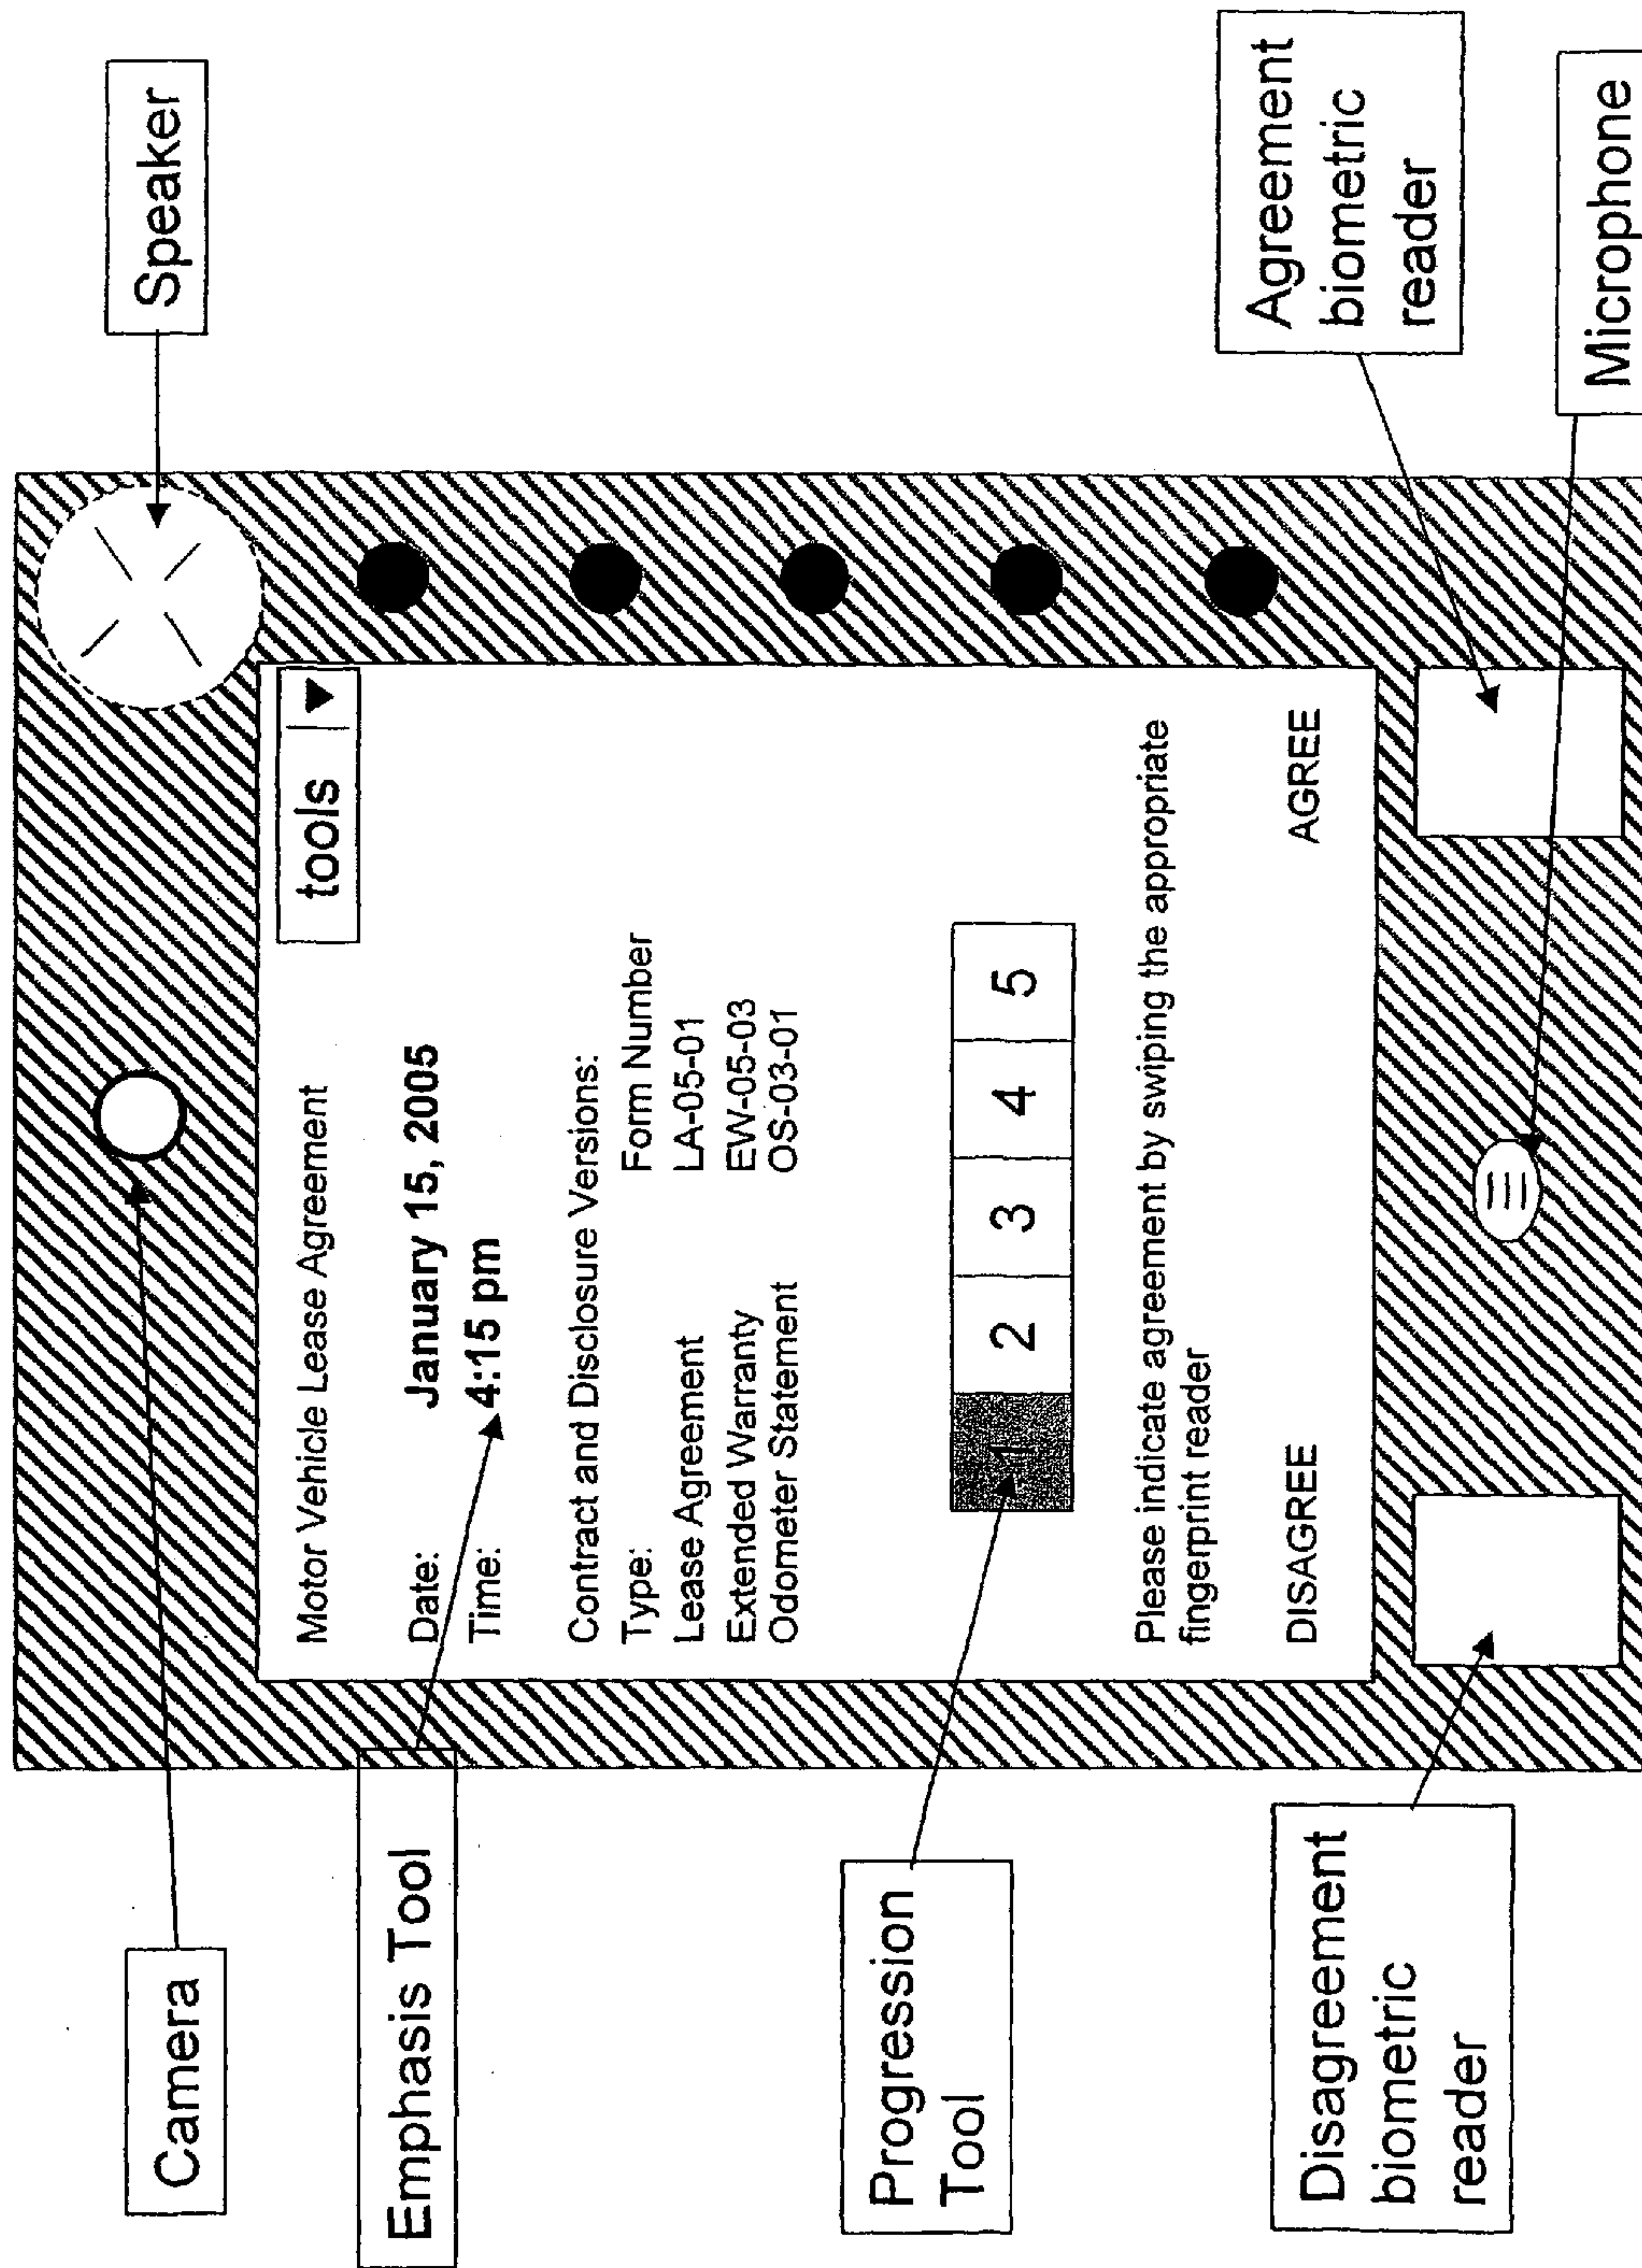 Camera
Speaker
Emphasis Tool
Progression
Tool
Disagreement
biometric
reader
Motor Vehicle Lease Agreement
tools
Date: January 15, 2005
Time: 4:15 pm
Contract and Disclosure Versions:
Type: Form Number
Lease Agreement LA-05-01
Extended Warranty EW-05-03
Odometer Statement OS-03-01
1 2 3 4 5
Please indicate agreement by swiping the appropriate
fingerprint reader
DISAGREE AGREE
Agreement
biometric
reader
Microphone